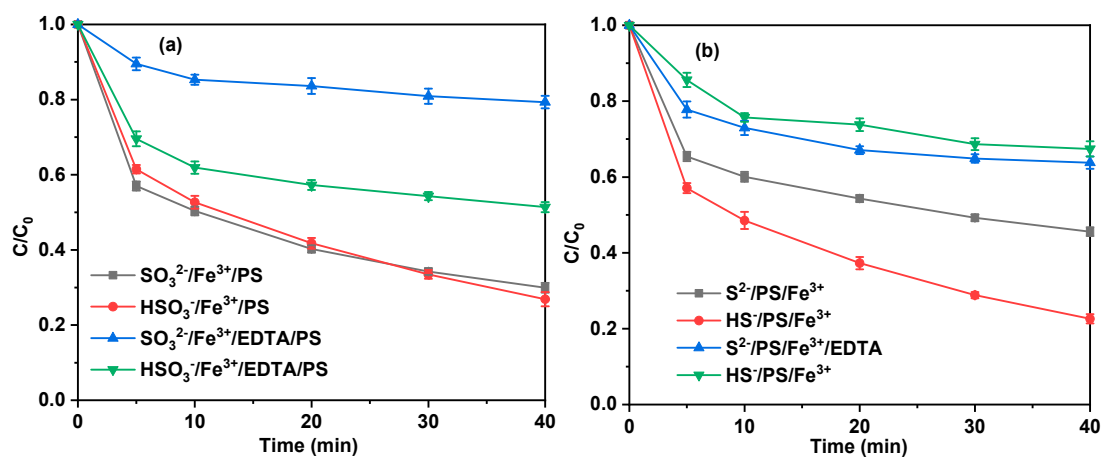 (a)
C/C₀
1.0
0.8
0.6
0.4
0.2
0.0
SO₃²⁻/Fe³⁺/PS
HSO₃⁻/Fe³⁺/PS
SO₃²⁻/Fe³⁺/EDTA/PS
HSO₃⁻/Fe³⁺/EDTA/PS
0 10 20 30 40
Time (min)
(b)
C/C₀
1.0
0.8
0.6
0.4
0.2
0.0
S²⁻/PS/Fe³⁺
HS⁻/PS/Fe³⁺
S²⁻/PS/Fe³⁺/EDTA
HS⁻/PS/Fe³⁺
0 10 20 30 40
Time (min)